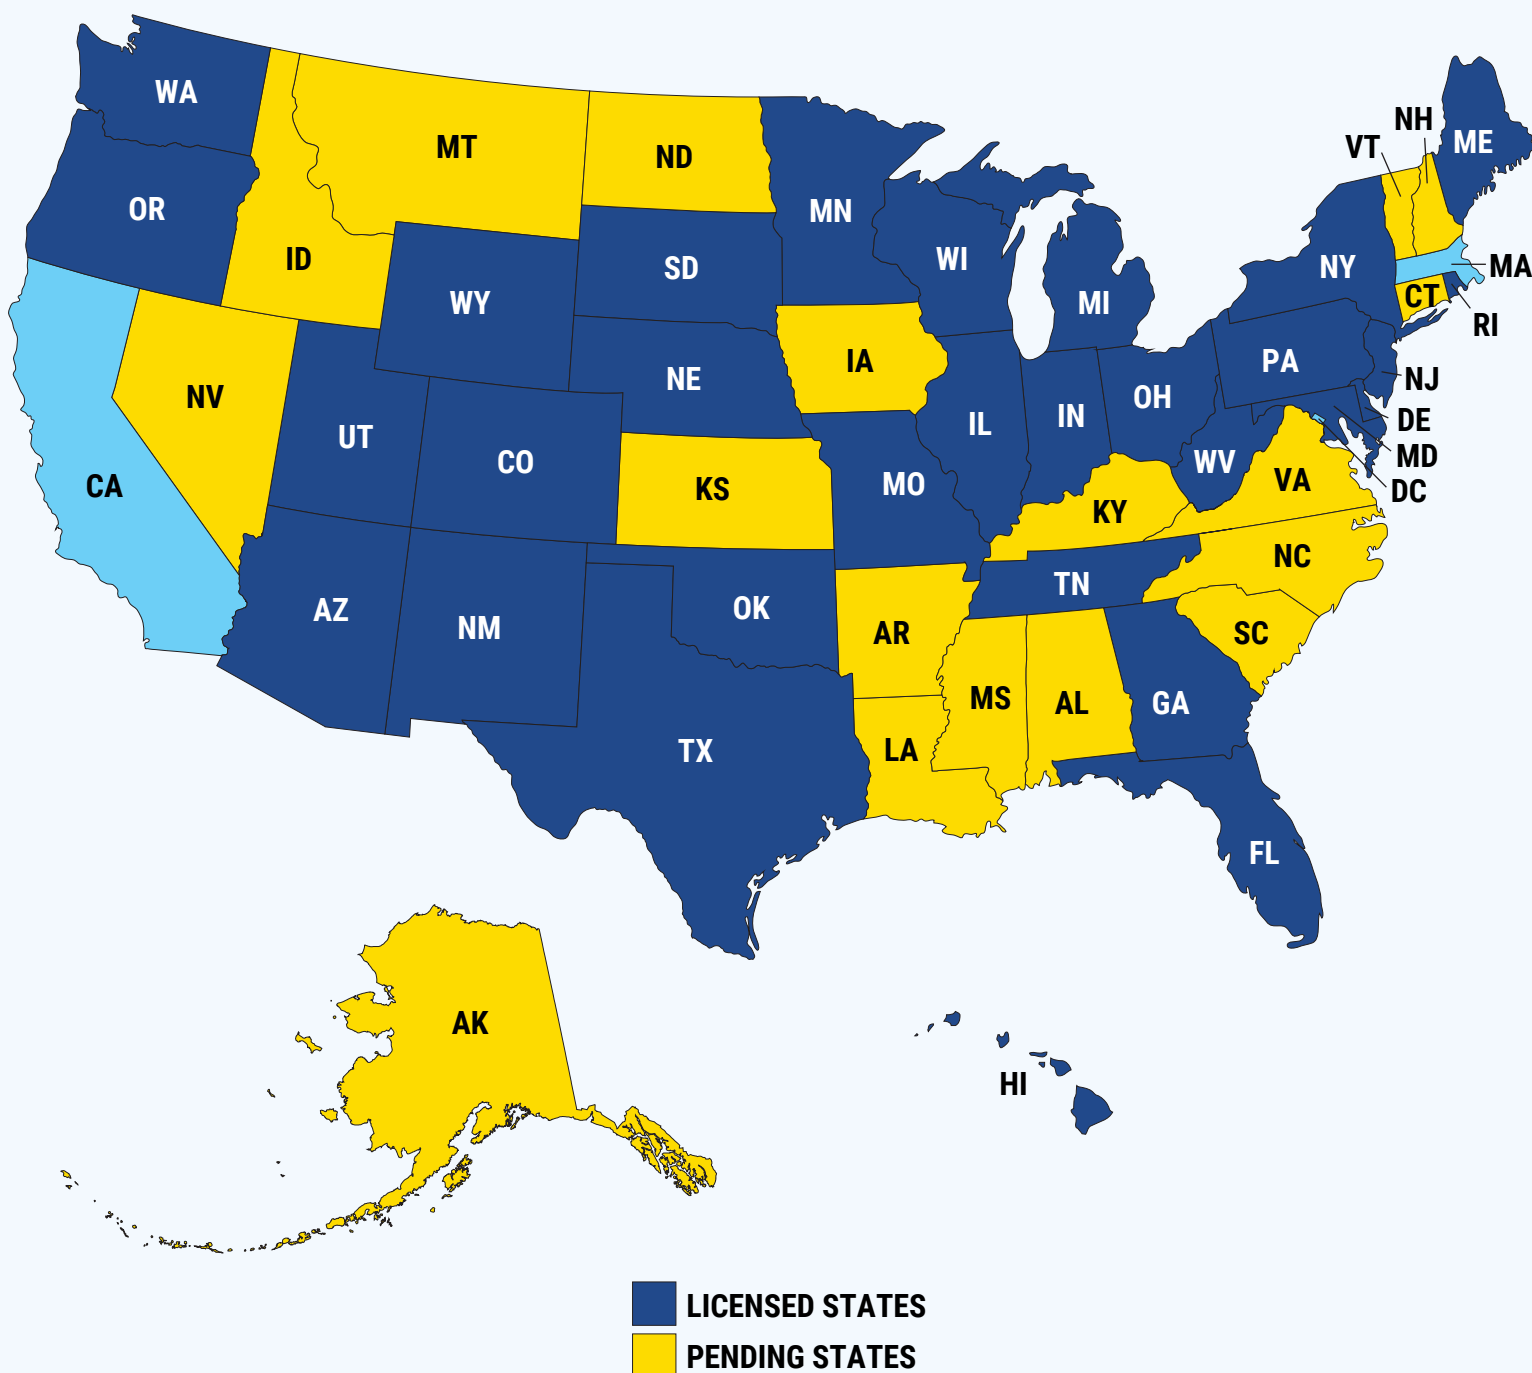 WA
MT
ND
NH
ME
VT
OR
MN
ID
SD
WI
NY
MA
WY
MI
CT
RI
NE
IA
PA
NJ
NV
OH
DE
UT
CO
IL
IN
MD
WV
CA
KS
MO
VA
DC
KY
NC
AZ
NM
OK
TN
AR
SC
MS
AL
GA
TX
LA
FL
AK
HI
LICENSED STATES
PENDING STATES